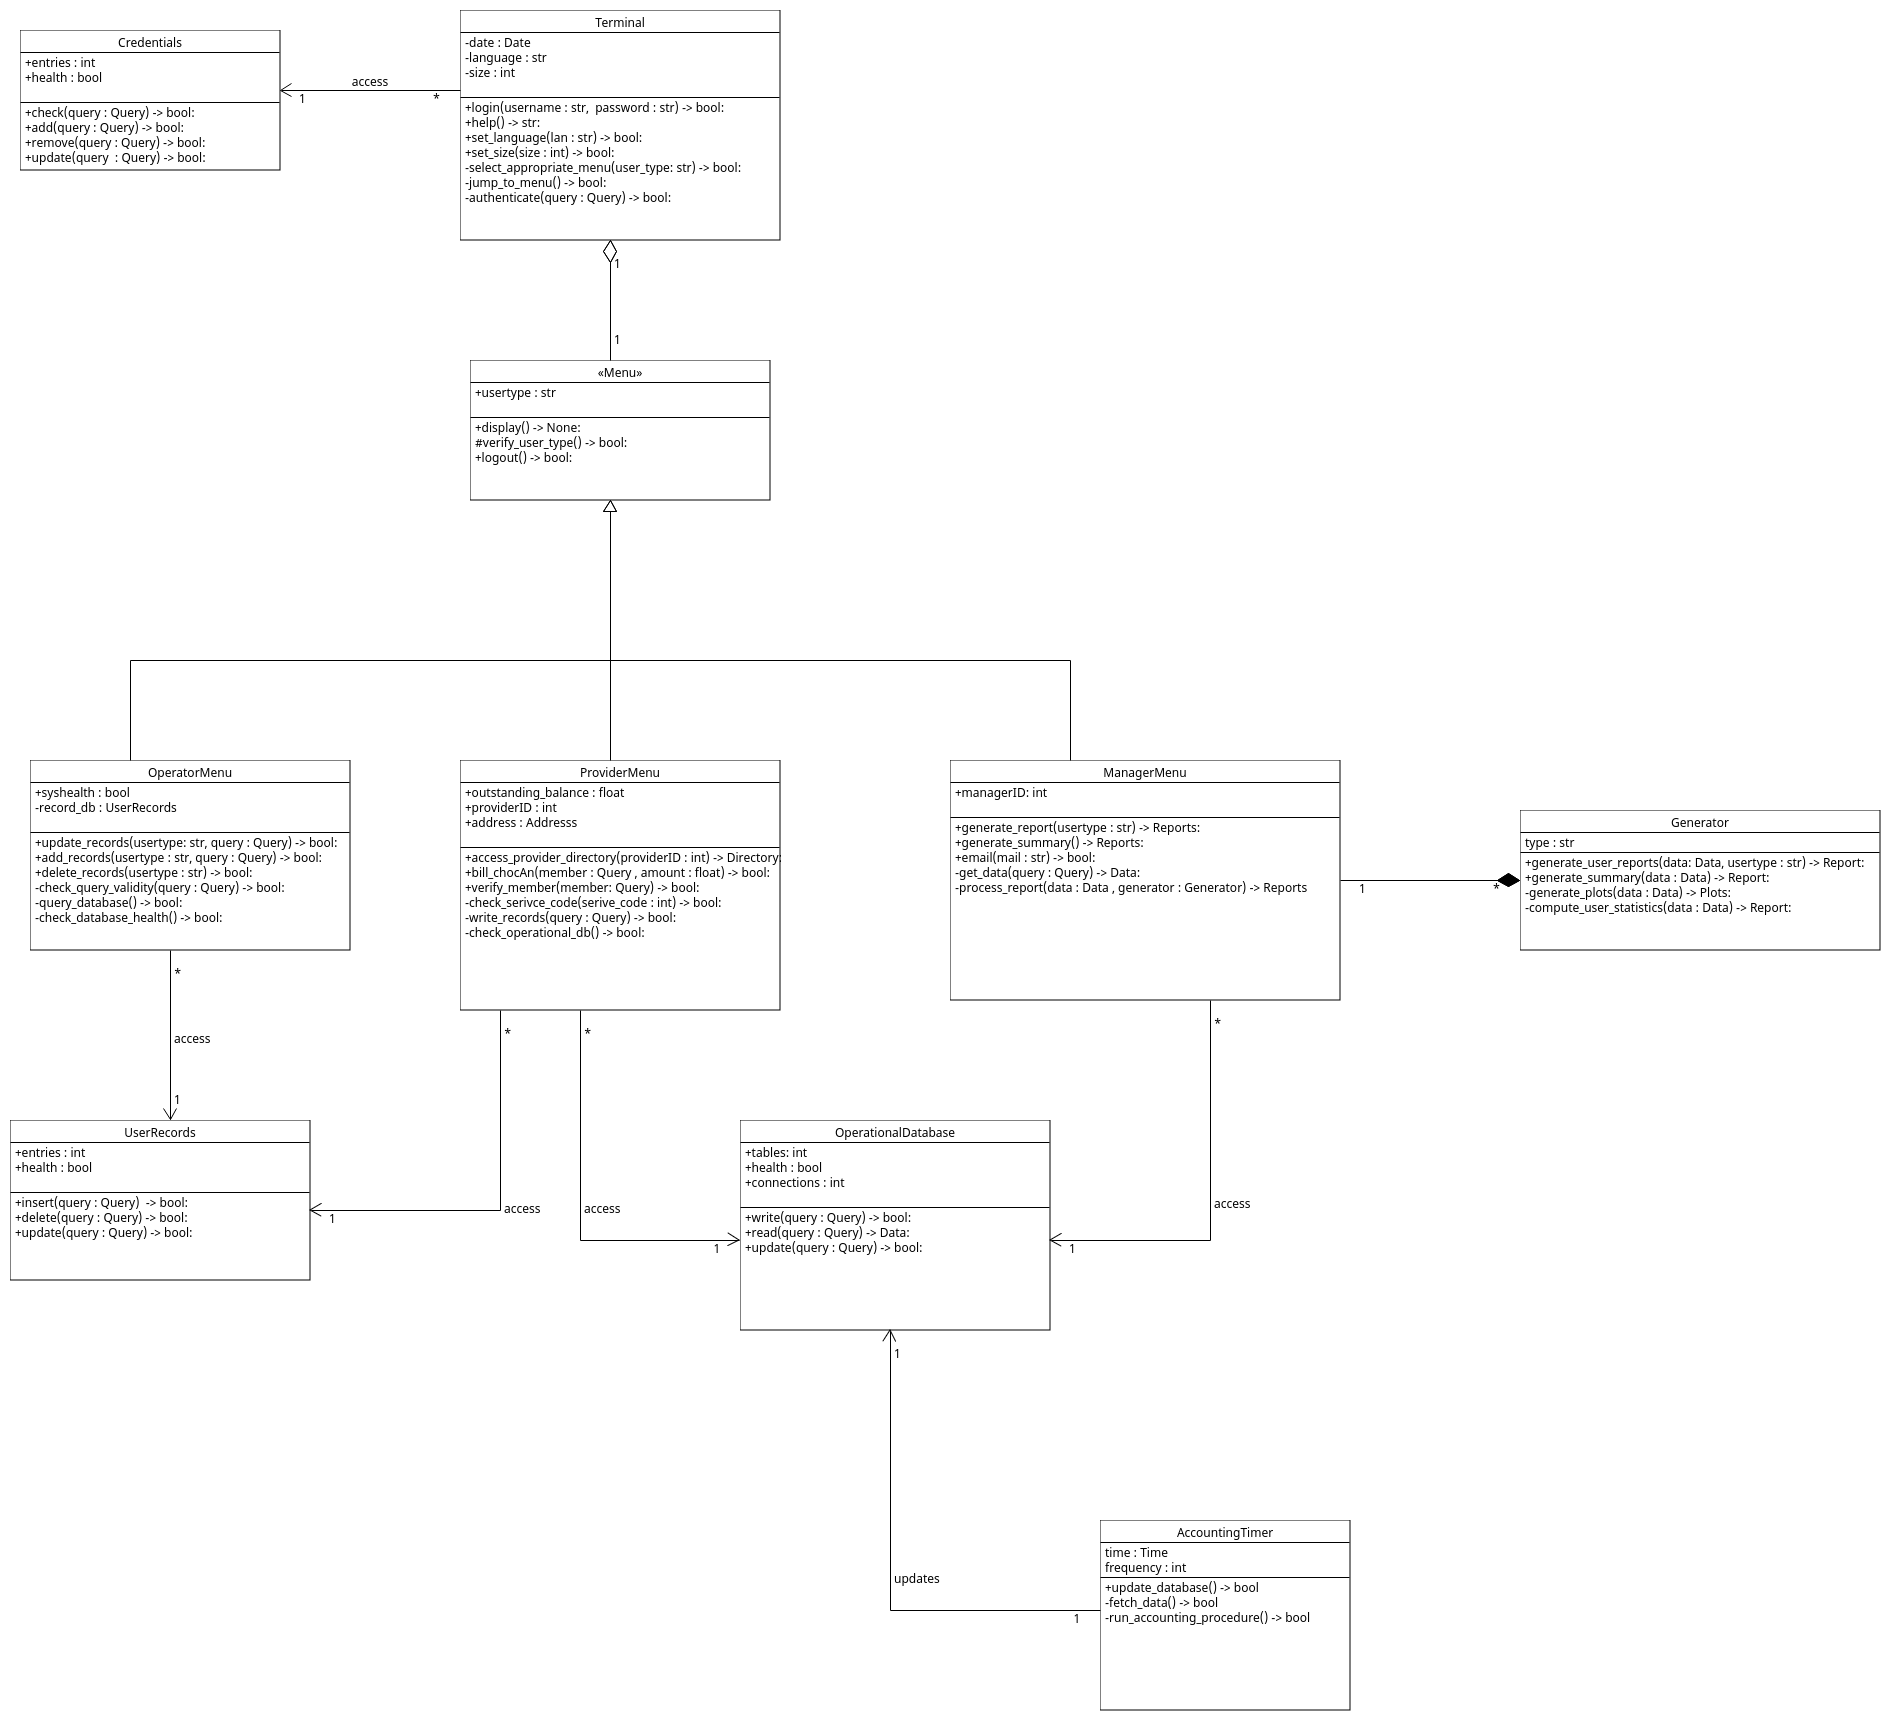 Terminal
-date : Date
-language : str
-size : int
+login(username : str,  password : str) -> bool:
+help() -> str:
+set_language(lan : str) -> bool:
+set_size(size : int) -> bool:
-select_appropriate_menu(user_type: str) -> bool:
-jump_to_menu() -> bool:
-authenticate(query : Query) -> bool:
Credentials
+entries : int
+health : bool
+check(query : Query) -> bool:
+add(query : Query) -> bool:
+remove(query : Query) -> bool:
+update(query  : Query) -> bool:
access
1
*
1
1
«Menu»
+usertype : str
+display() -> None:
#verify_user_type() -> bool:
+logout() -> bool:
OperatorMenu
+syshealth : bool
-record_db : UserRecords
+update_records(usertype: str, query : Query) -> bool:
+add_records(usertype : str, query : Query) -> bool:
+delete_records(usertype : str) -> bool:
-check_query_validity(query : Query) -> bool:
-query_database() -> bool:
-check_database_health() -> bool:
ProviderMenu
+outstanding_balance : float
+providerID : int
+address : Addresss
+access_provider_directory(providerID : int) -> Directory:
+bill_chocAn(member : Query , amount : float) -> bool:
+verify_member(member: Query) -> bool:
-check_serivce_code(serive_code : int) -> bool:
-write_records(query : Query) -> bool:
-check_operational_db() -> bool:
ManagerMenu
+managerID: int
+generate_report(usertype : str) -> Reports:
+generate_summary() -> Reports:
+email(mail : str) -> bool:
-get_data(query : Query) -> Data:
-process_report(data : Data , generator : Generator) -> Reports
1
*
Generator
type : str
+generate_user_reports(data: Data, usertype : str) -> Report:
+generate_summary(data : Data) -> Report:
-generate_plots(data : Data) -> Plots:
-compute_user_statistics(data : Data) -> Report:
*
access
1
*
access
1
*
access
1
*
access
1
UserRecords
+entries : int
+health : bool
+insert(query : Query)  -> bool:
+delete(query : Query) -> bool:
+update(query : Query) -> bool:
OperationalDatabase
+tables: int
+health : bool
+connections : int
+write(query : Query) -> bool:
+read(query : Query) -> Data:
+update(query : Query) -> bool:
1
updates
1
AccountingTimer
time : Time
frequency : int
+update_database() -> bool
-fetch_data() -> bool
-run_accounting_procedure() -> bool